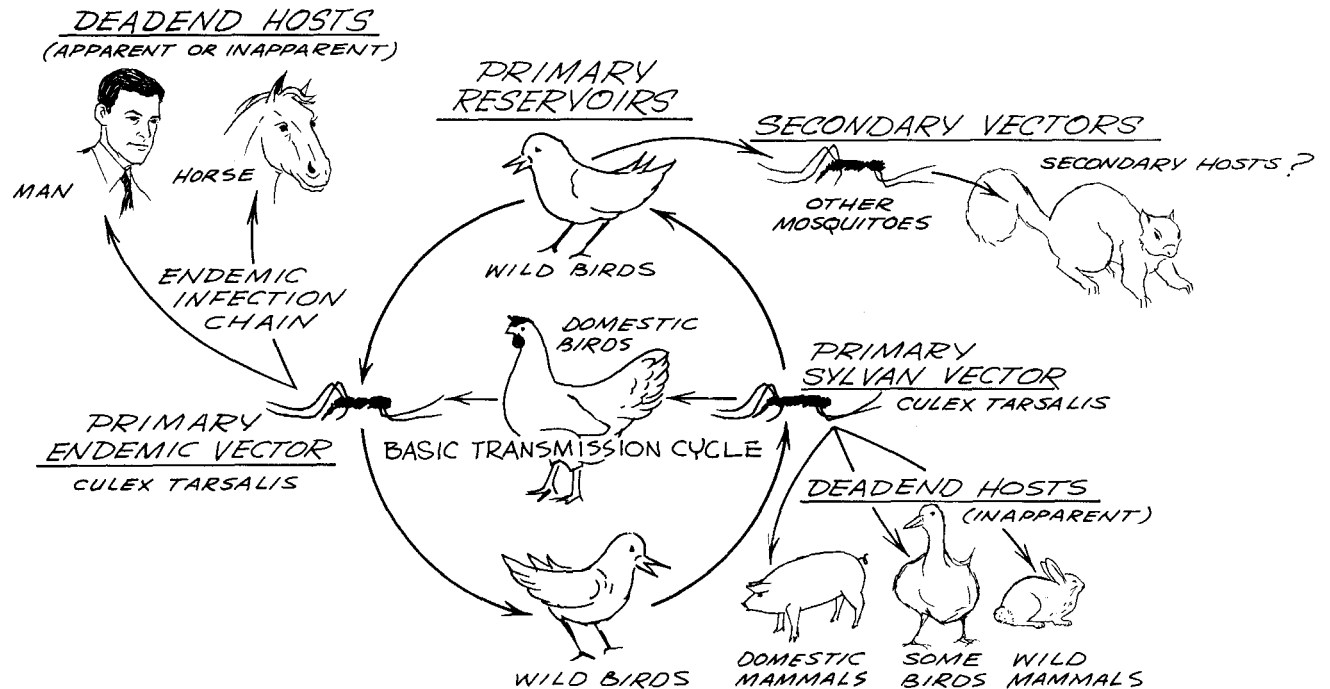 DEADEND HOSTS
(APPARENT OR INAPPARENT)
MAN
HORSE
ENDEMIC
INFECTION
CHAIN
PRIMARY
RESERVOIRS
WILD BIRDS
SECONDARY VECTORS
OTHER
MOSQUITOES
SECONDARY HOSTS?
DOMESTIC
BIRDS
PRIMARY
SYLVAN VECTOR
CULEX TARSALIS
PRIMARY
ENDEMIC VECTOR
CULEX TARSALIS
BASIC TRANSMISSION CYCLE
DEADEND HOSTS
(INAPPARENT)
WILD BIRDS
DOMESTIC
MAMMALS
SOME
BIRDS
WILD
MAMMALS